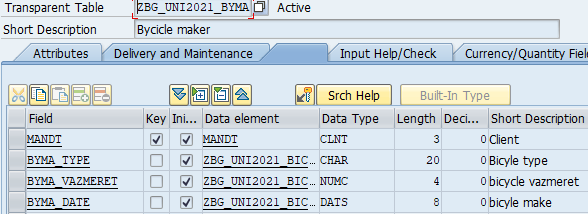 Transparent Table ZBG_UNI2021_BYMA Active
Short Description Bycicle maker
Attributes Delivery and Maintenance Input Help/Check Currency/Quantity Fiel
Srch Help Built-In Type
Field Key Ini... Data element Data Type Length Deci... Short Description
MANDT MANDT CLNT 3 0 Client
BYMA_TYPE ZBG_UNI2021_BIC... CHAR 20 0 Bicyle type
BYMA_VAZMERET ZBG_UNI2021_BIC... NUMC 4 0 bicycle vazmeret
BYMA_DATE ZBG_UNI2021_BIC... DATS 8 0 bicyle make